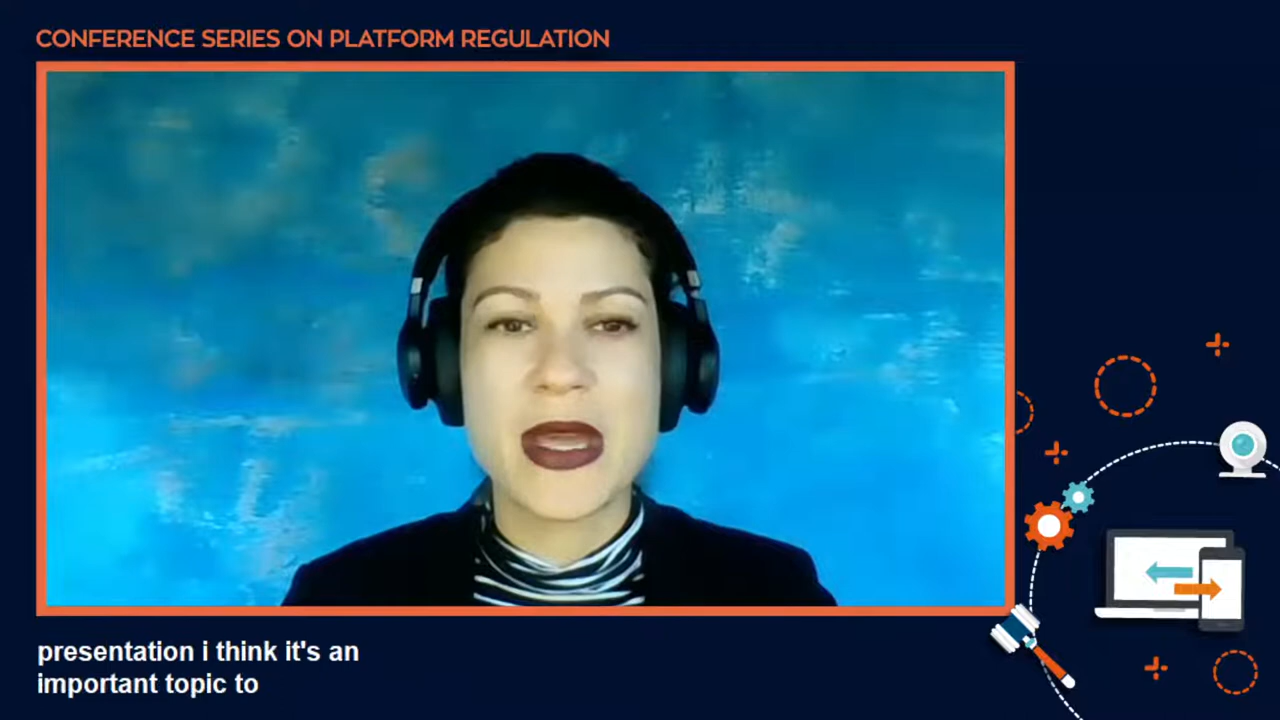 CONFERENCE SERIES ON PLATFORM REGULATION
presentation i think it's an
important topic to